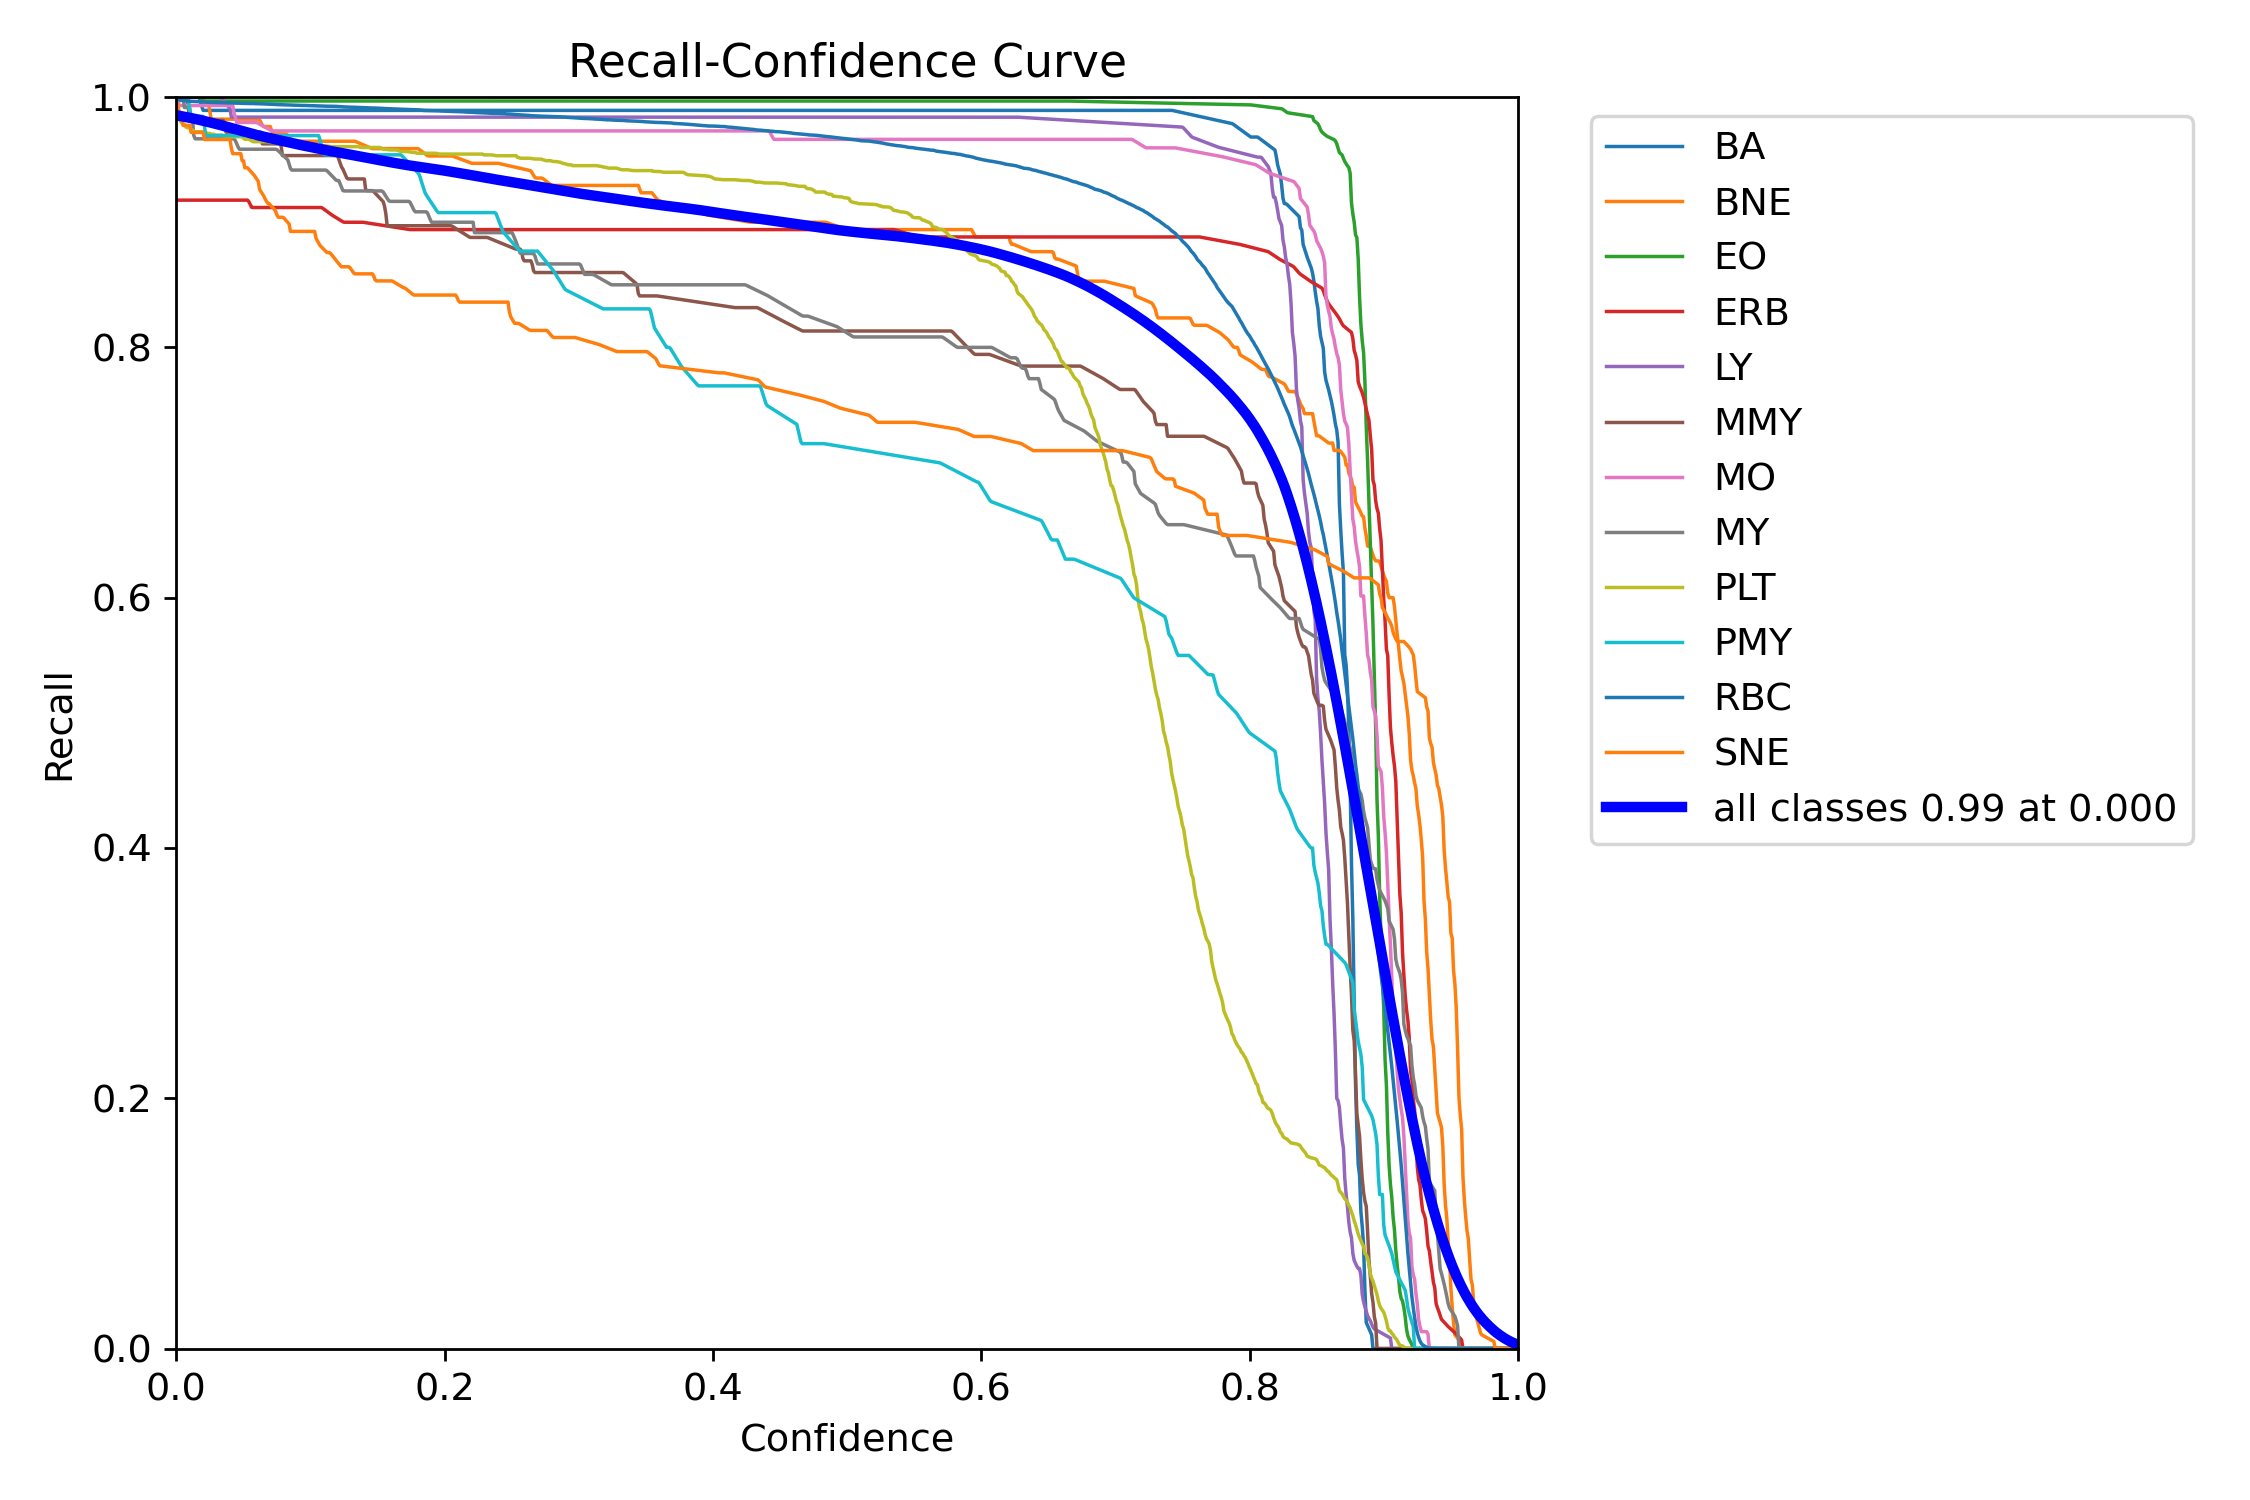 Recall-Confidence Curve
1.0
0.8
0.6
0.4
0.2
0.0
Recall
0.0 0.2 0.4 0.6 0.8 1.0
Confidence
BA
BNE
EO
ERB
LY
MMY
MO
MY
PLT
PMY
RBC
SNE
all classes 0.99 at 0.000